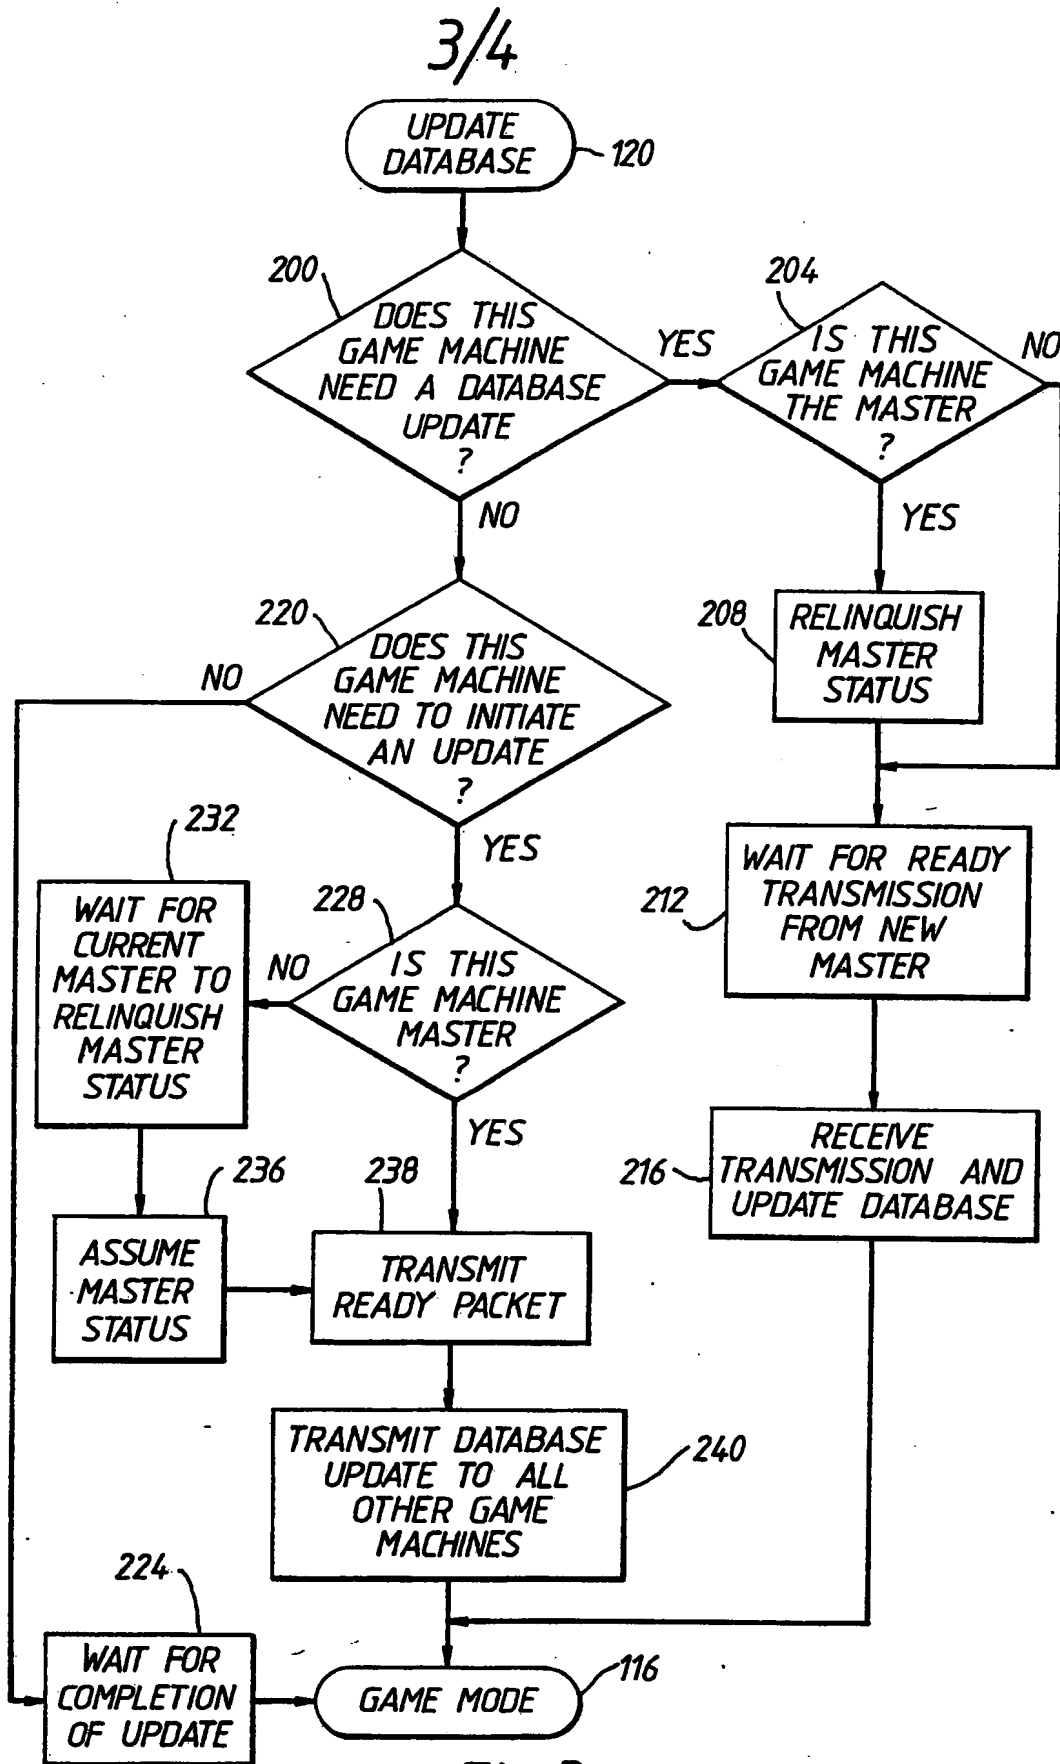 3/4
UPDATE
DATABASE
120
200
DOES THIS
GAME MACHINE
NEED A DATABASE
UPDATE
?
YES
NO
204
IS THIS
GAME MACHINE
THE MASTER
?
NO
YES
208
RELINQUISH
MASTER
STATUS
220
DOES THIS
GAME MACHINE
NEED TO INITIATE
AN UPDATE
?
NO
YES
212
WAIT FOR READY
TRANSMISSION
FROM NEW
MASTER
232
WAIT FOR
CURRENT
MASTER TO
RELINQUISH
MASTER
STATUS
228
IS THIS
GAME MACHINE
MASTER
?
NO
YES
216
RECEIVE
TRANSMISSION AND
UPDATE DATABASE
236
ASSUME
MASTER
STATUS
238
TRANSMIT
READY PACKET
240
TRANSMIT DATABASE
UPDATE TO ALL
OTHER GAME
MACHINES
224
WAIT FOR
COMPLETION
OF UPDATE
GAME MODE
116